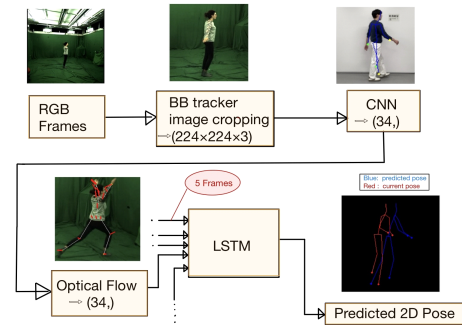 RGB
Frames
BB tracker
image cropping
→(224×224×3)
CNN
→ (34,)
5 Frames
Blue: predicted pose
Red : current pose
LSTM
Optical Flow
→ (34,)
Predicted 2D Pose